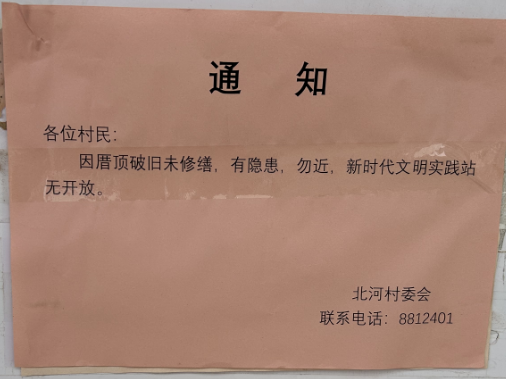 通 知
各位村民：
因厝顶破旧未修缮，有隐患，勿近，新时代文明实践站
无开放。
北河村委会
联系电话：8812401